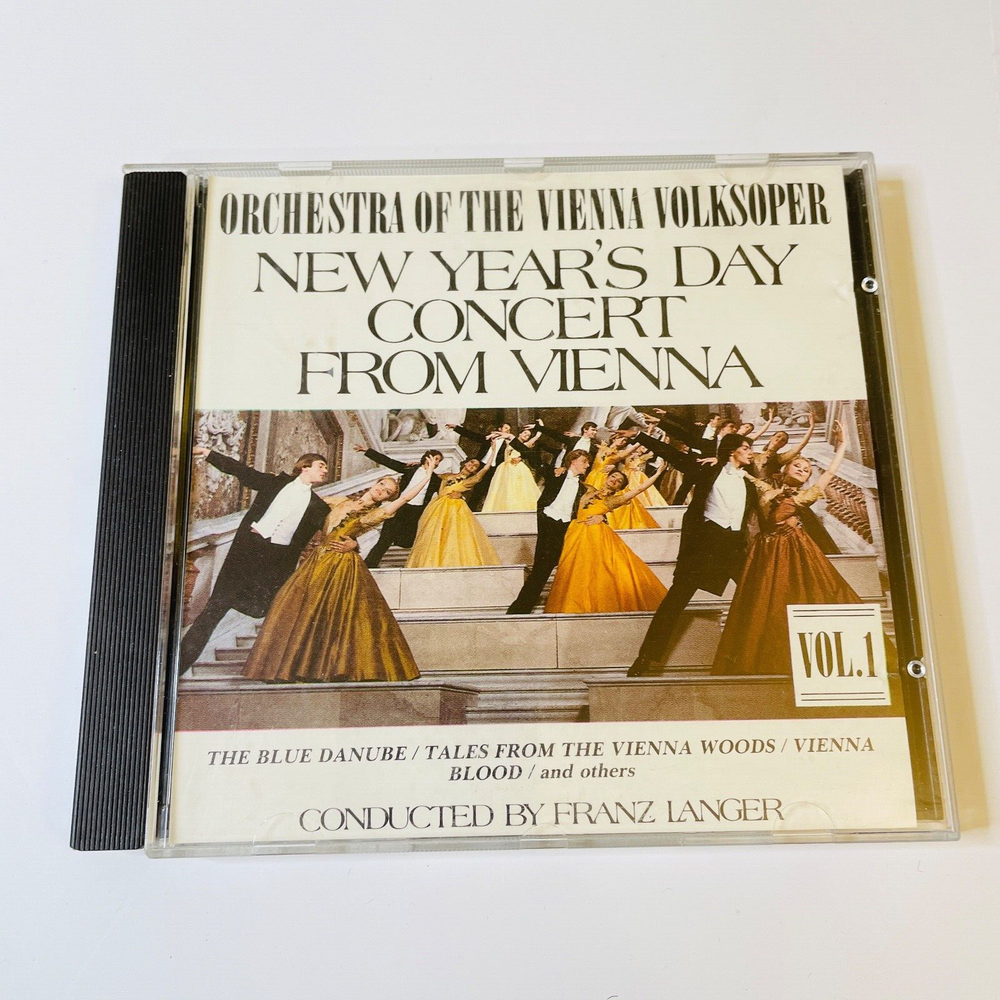 ORCHESTRA OF THE VIENNA VOLKSOPER
NEW YEAR'S DAY
CONCERT
FROM VIENNA
VOL.1
THE BLUE DANUBE / TALES FROM THE VIENNA WOODS / VIENNA
BLOOD / and others
CONDUCTED BY FRANZ LANGER